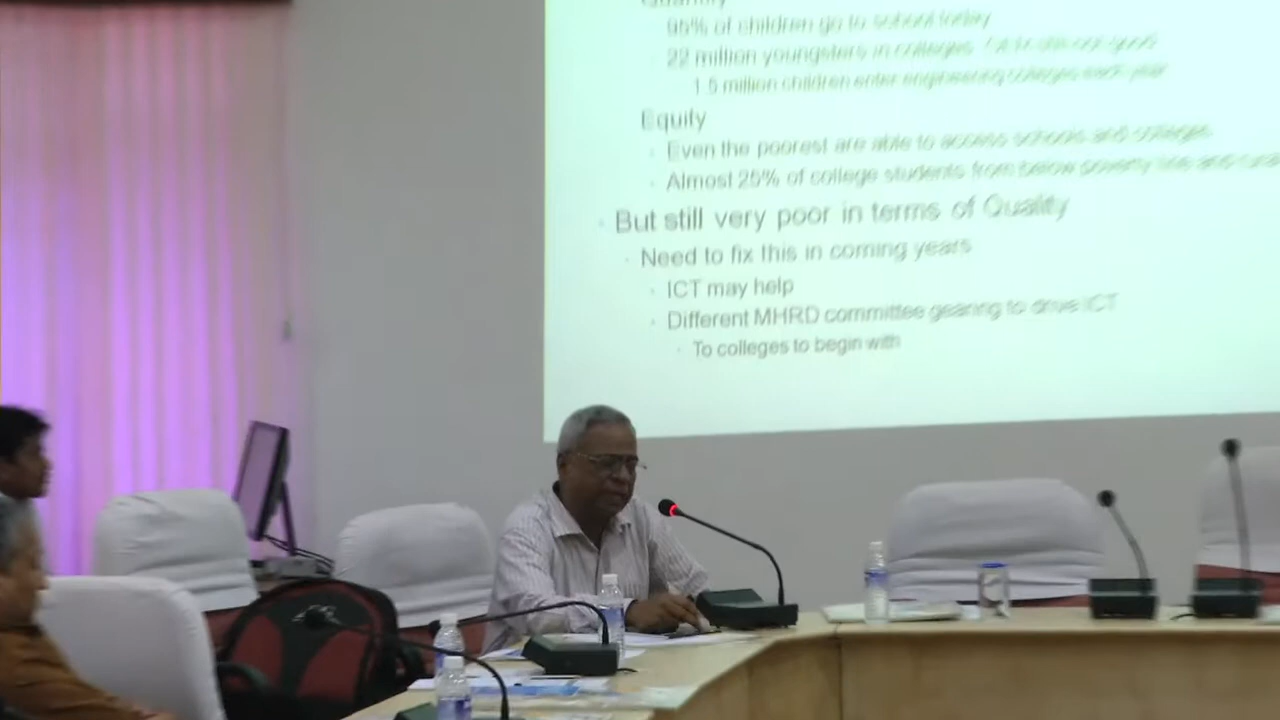 Quantity
95% of children go to school today
22 million youngsters in colleges
1.5 million children enter engineering colleges each year
Equity
Even the poorest are able to access schools and colleges
Almost 25% of college students from below poverty line and rural
But still very poor in terms of Quality
Need to fix this in coming years
ICT may help
Different MHRD committee gearing to drive ICT
To colleges to begin with